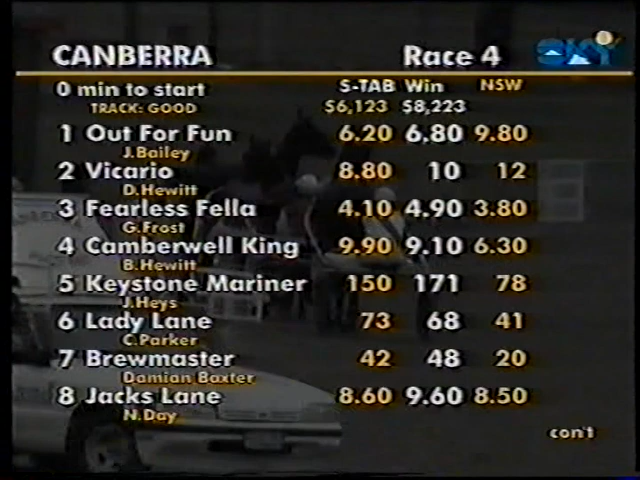 CANBERRA Race 4 SKY
0 min to start S-TAB Win NSW
TRACK: GOOD $6,123 $8,223
1 Out For Fun 6.20 6.80 9.80
J.Bailey
2 Vicario 8.80 10 12
D.Hewitt
3 Fearless Fella 4.10 4.90 3.80
G.Frost
4 Camberwell King 9.90 9.10 6.30
B.Hewitt
5 Keystone Mariner 150 171 78
J.Heys
6 Lady Lane 73 68 41
C.Parker
7 Brewmaster 42 48 20
Damian Baxter
8 Jacks Lane 8.60 9.60 8.50
N.Day
con't